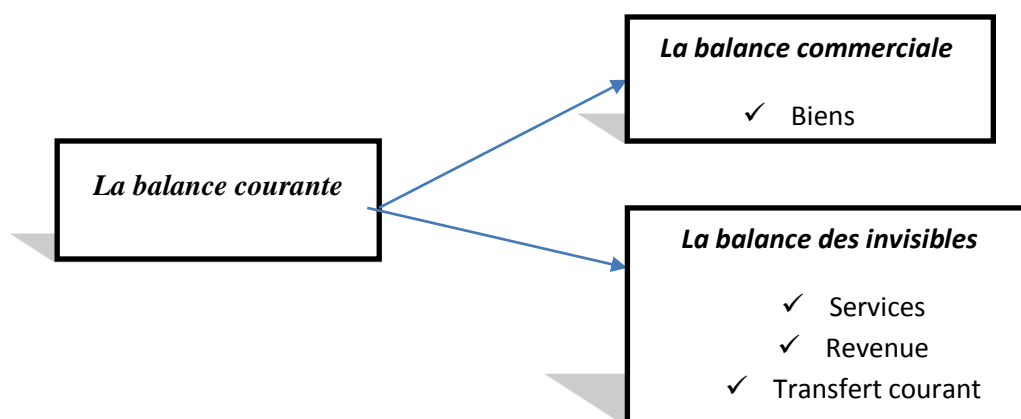 La balance commerciale
✓ Biens
La balance courante
La balance des invisibles
✓ Services
✓ Revenue
✓ Transfert courant